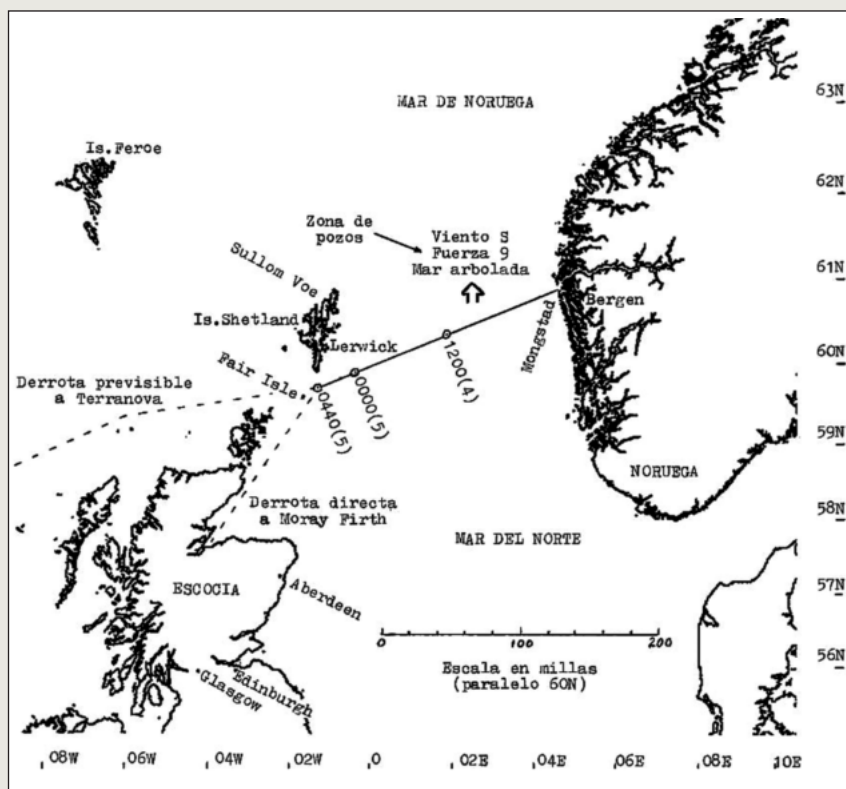 MAR DE NORUEGA
63N
Is.Feroe
62N
Zona de
pozos
Viento S
Fuerza 9
Mar arbolada
61N
Sullom Voe
Is.Shetland
Bergen
Mongstad
Lerwick
60N
Fair Isle
1200(4)
0000(5)
0440(5)
Derrota previsible
a Terranova
59N
NORUEGA
Derrota directa
a Moray Firth
58N
MAR DEL NORTE
ESCOCIA
Aberdeen
57N
0 100 200
Escala en millas
(paralelo 60N)
56N
Edinburgh
Glasgow
08W 06W 04W 02W 0 02E 04E 06E 08E 10E